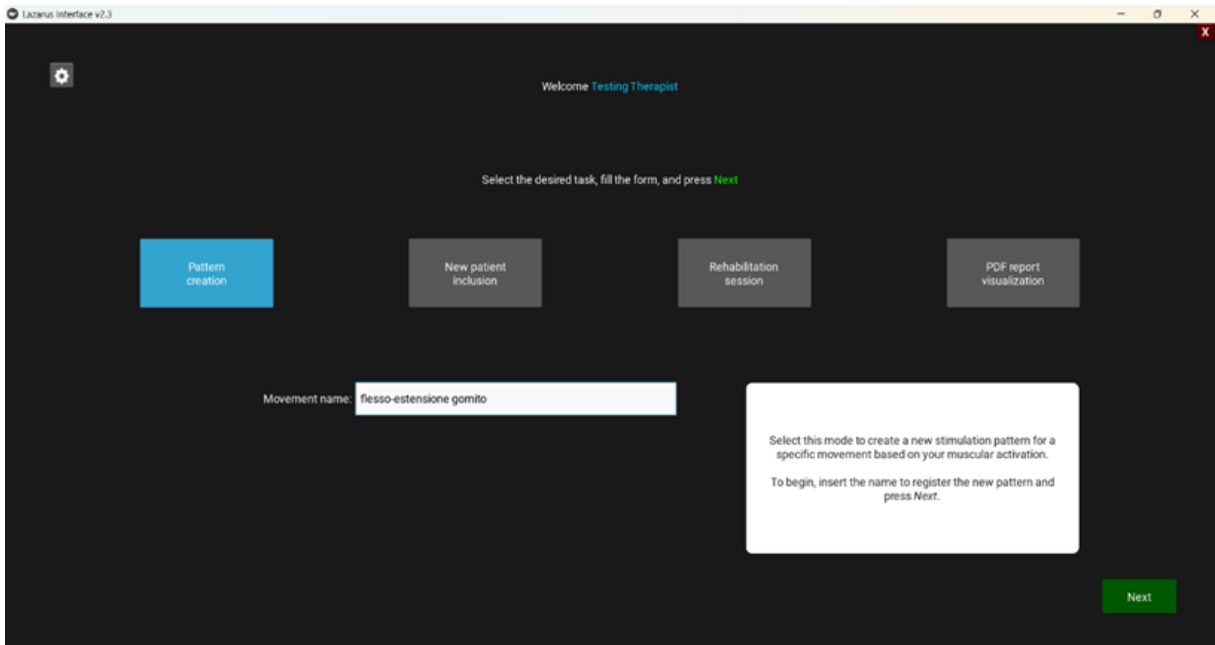 Lazarus Interface v2.3
X
Welcome Testing Therapist
Select the desired task, fill the form, and press Next
Pattern
creation
New patient
inclusion
Rehabilitation
session
PDF report
visualization
Movement name:
flesso-estensione gomito
Select this mode to create a new stimulation pattern for a
specific movement based on your muscular activation.
To begin, insert the name to register the new pattern and
press Next.
Next